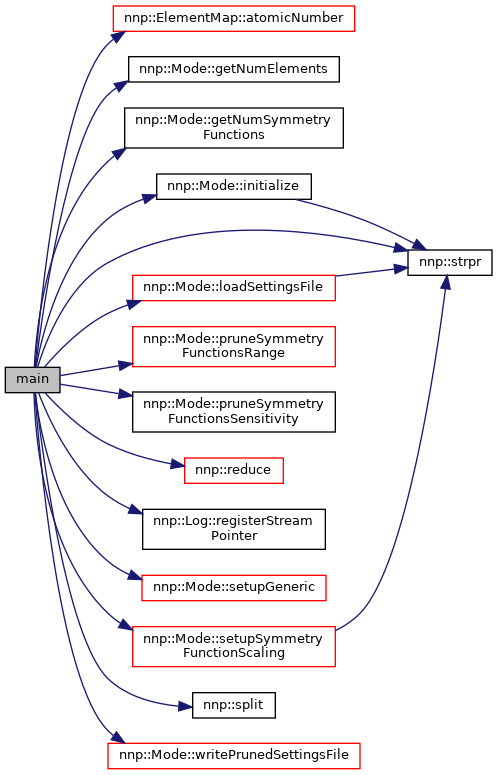 nnp::ElementMap::atomicNumber
nnp::Mode::getNumElements
nnp::Mode::getNumSymmetry
Functions
nnp::Mode::initialize
nnp::strpr
nnp::Mode::loadSettingsFile
nnp::Mode::pruneSymmetry
FunctionsRange
main
nnp::Mode::pruneSymmetry
FunctionsSensitivity
nnp::reduce
nnp::Log::registerStream
Pointer
nnp::Mode::setupGeneric
nnp::Mode::setupSymmetry
FunctionScaling
nnp::split
nnp::Mode::writePrunedSettingsFile